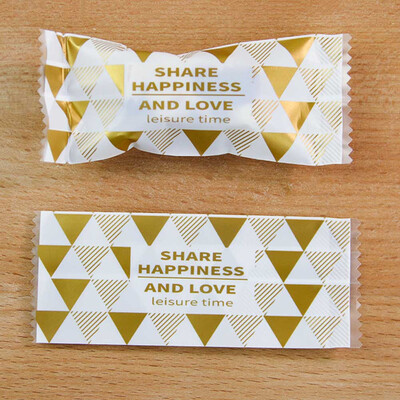 SHARE
HAPPINESS
AND LOVE
leisure time
SHARE
HAPPINESS
AND LOVE
leisure time